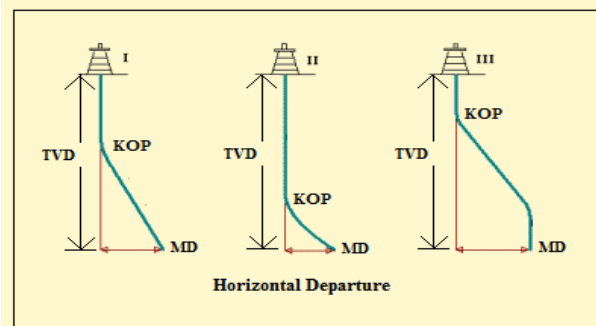 I
II
III
KOP
TVD
MD
TVD
KOP
MD
KOP
TVD
MD
Horizontal Departure